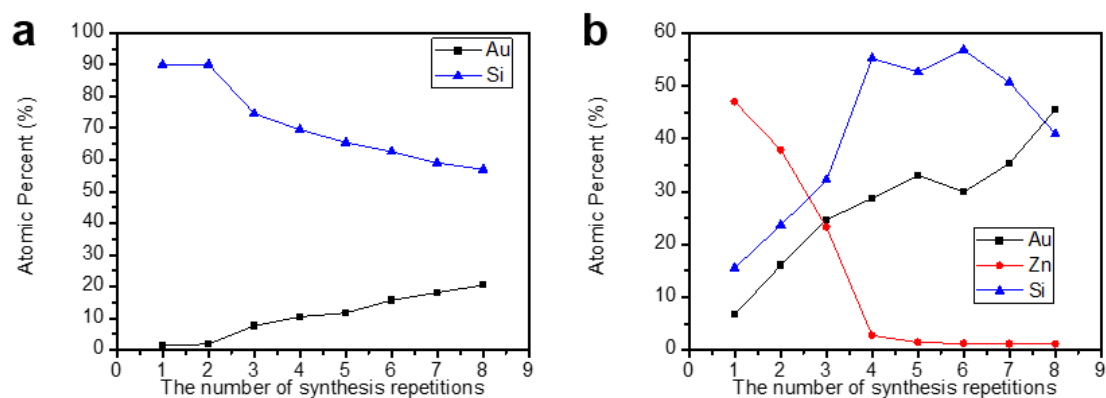 a
Atomic Percent (%)
100
90
80
70
60
50
40
30
20
10
0
0 1 2 3 4 5 6 7 8 9
The number of synthesis repetitions
Au
Si
b
Atomic Percent (%)
60
50
40
30
20
10
0
0 1 2 3 4 5 6 7 8 9
The number of synthesis repetitions
Au
Zn
Si